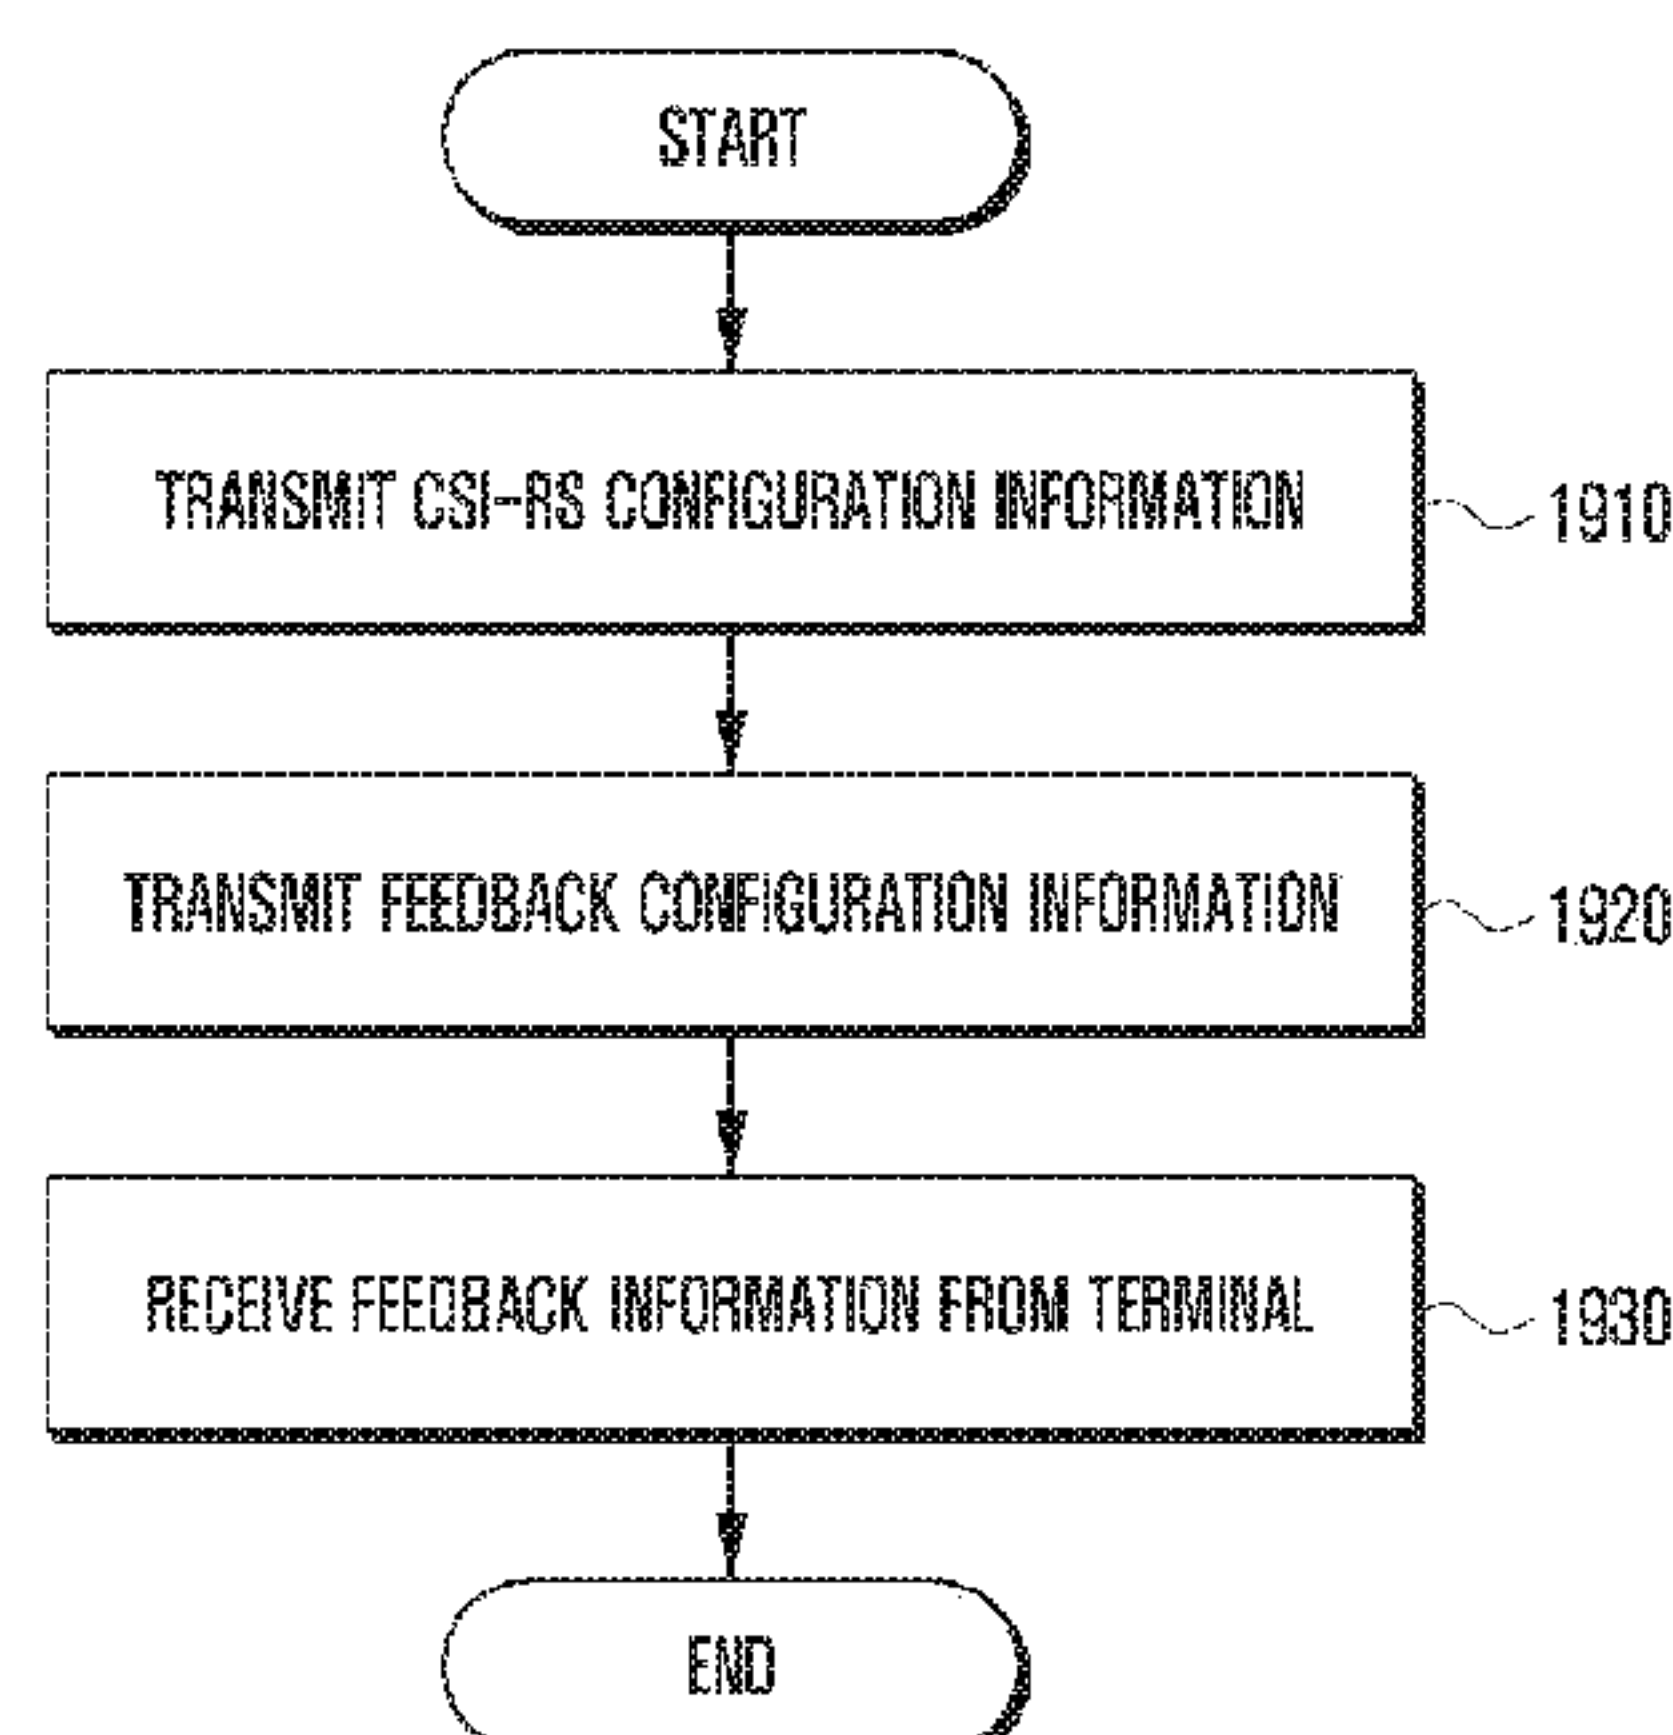 START
TRANSMIT CSI-RS CONFIGURATION INFORMATION
1910
TRANSMIT FEEDBACK CONFIGURATION INFORMATION
1920
RECEIVE FEEDBACK INFORMATION FROM TERMINAL
1930
END